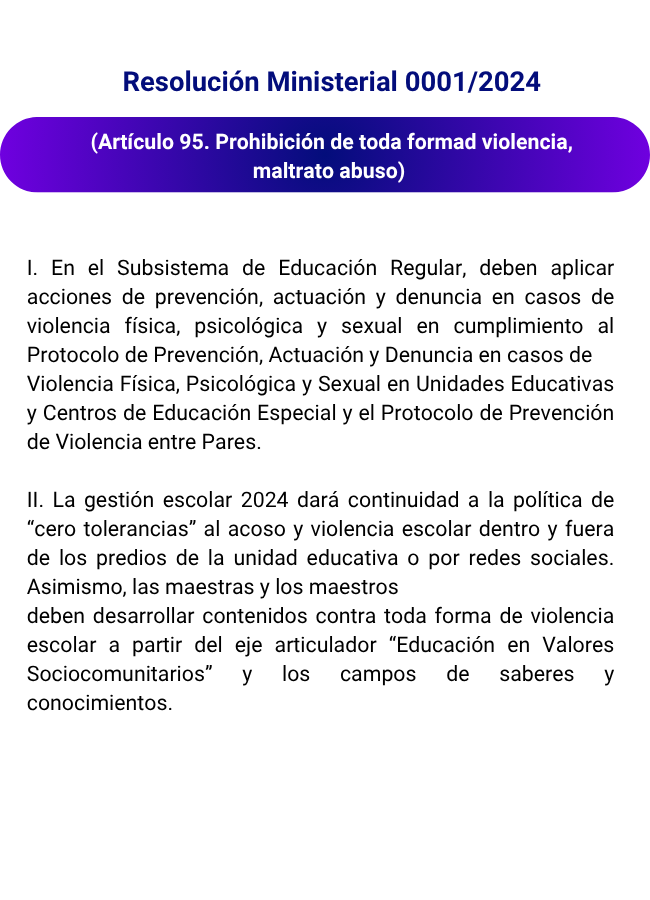 Resolución Ministerial 0001/2024
(Artículo 95. Prohibición de toda formad violencia,
maltrato abuso)
I. En el Subsistema de Educación Regular, deben aplicar
acciones de prevención, actuación y denuncia en casos de
violencia física, psicológica y sexual en cumplimiento al
Protocolo de Prevención, Actuación y Denuncia en casos de
Violencia Física, Psicológica y Sexual en Unidades Educativas
y Centros de Educación Especial y el Protocolo de Prevención
de Violencia entre Pares.
II. La gestión escolar 2024 dará continuidad a la política de
“cero tolerancias” al acoso y violencia escolar dentro y fuera
de los predios de la unidad educativa o por redes sociales.
Asimismo, las maestras y los maestros
deben desarrollar contenidos contra toda forma de violencia
escolar a partir del eje articulador “Educación en Valores
Sociocomunitarios” y los campos de saberes y
conocimientos.